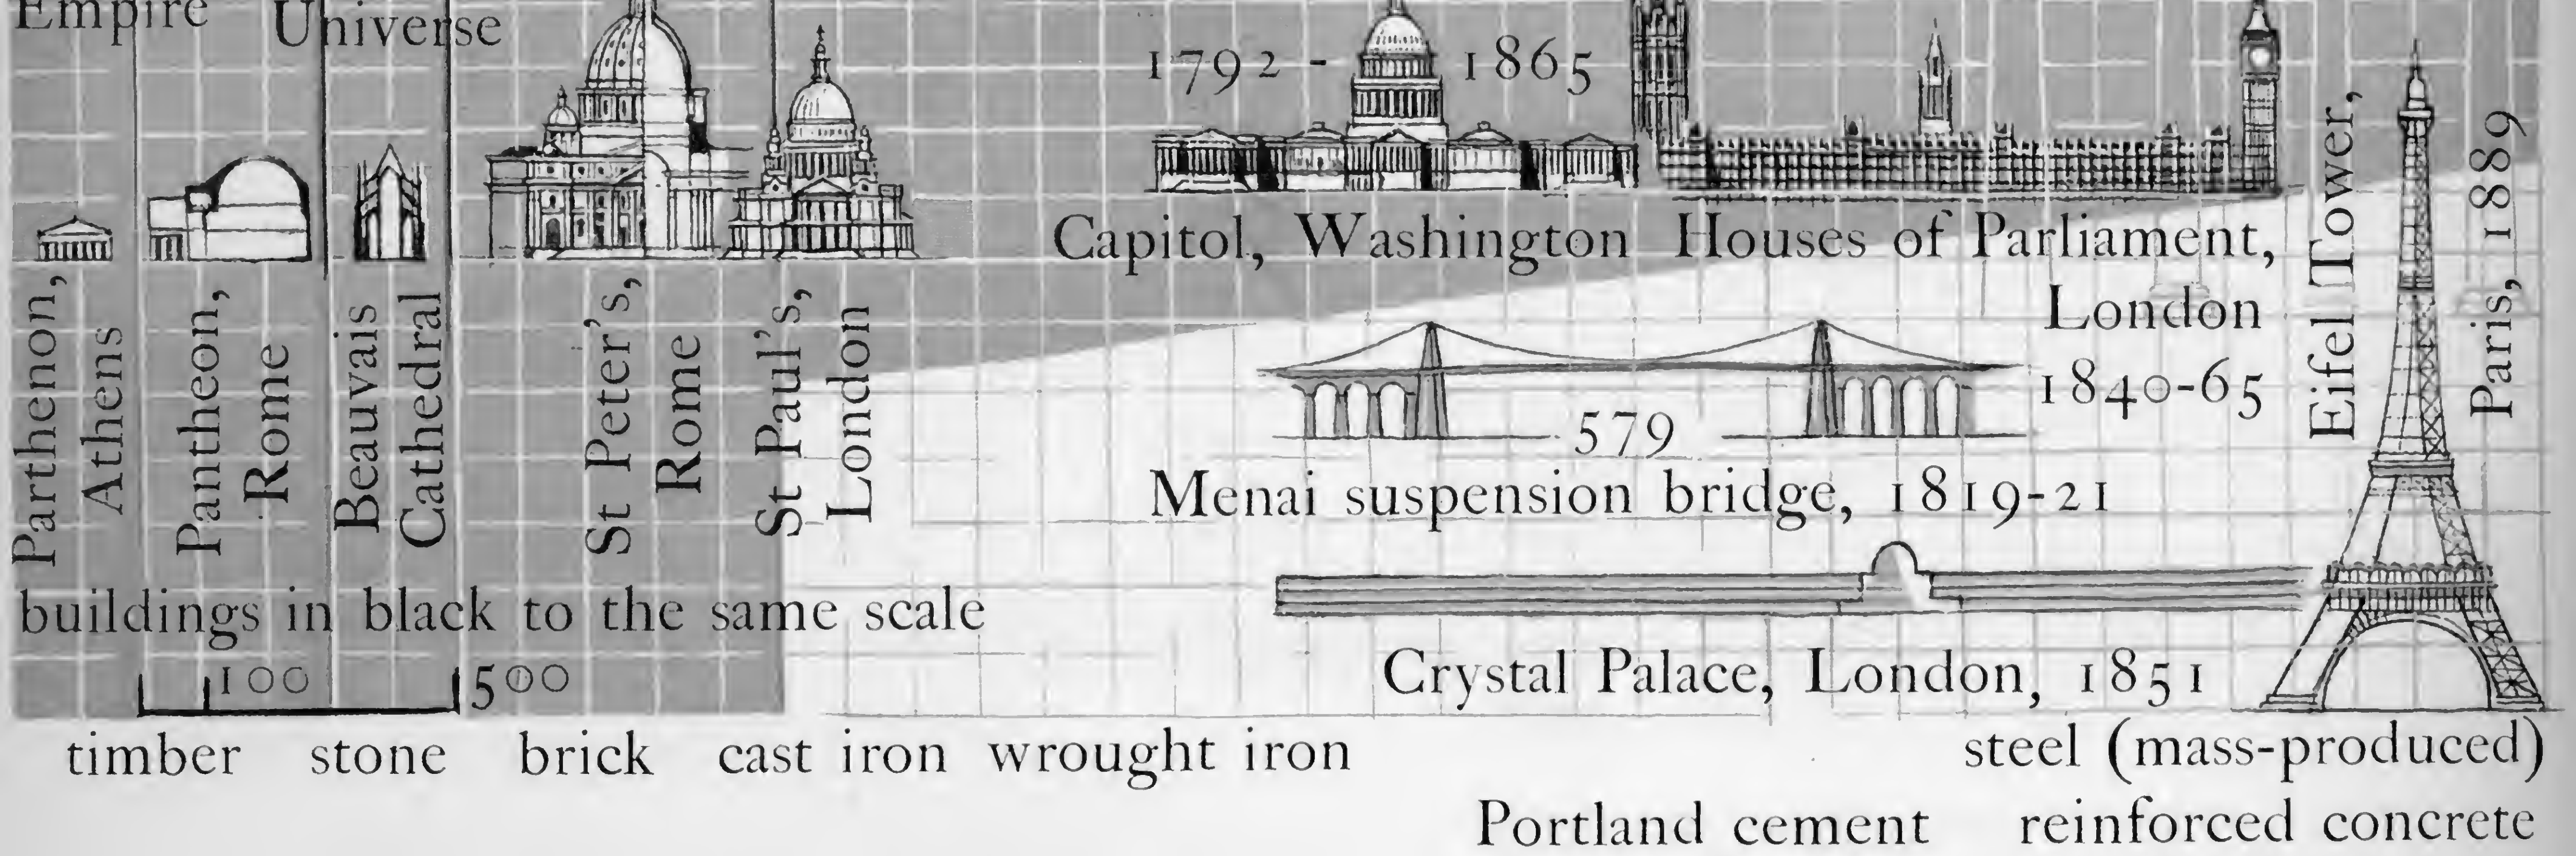 Empire Universe
1792 - 1865
Capitol, Washington
Houses of Parliament,
London
1840-65
Eifel Tower,
Paris, 1889
Parthenon,
Athens
Pantheon,
Rome
Beauvais
Cathedral
St Peter's,
Rome
St Paul's,
London
579
Menai suspension bridge, 1819-21
buildings in black to the same scale
100 500
Crystal Palace, London, 1851
timber stone brick cast iron wrought iron steel (mass-produced)
Portland cement reinforced concrete